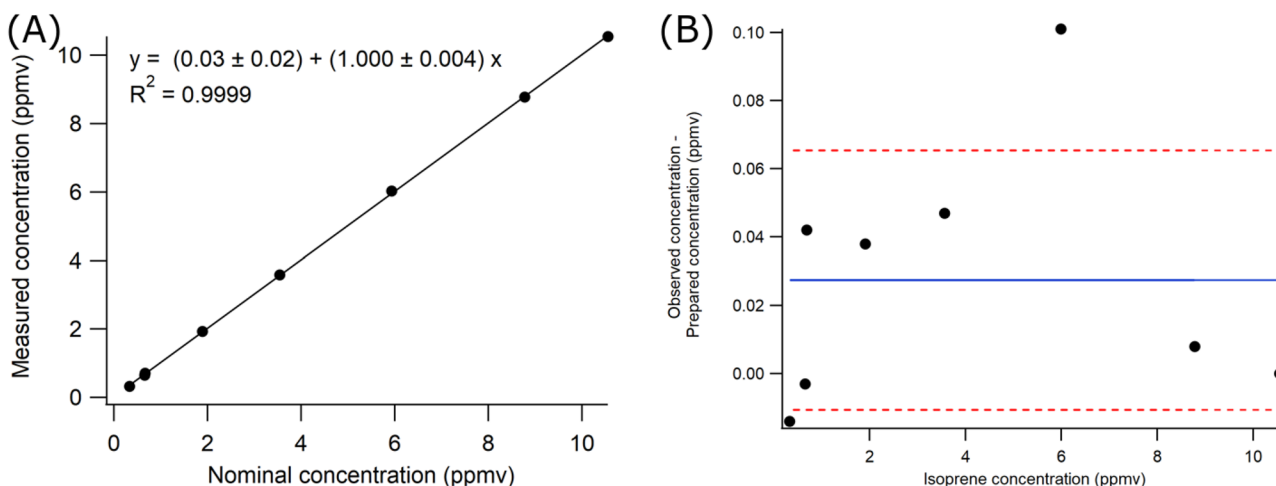 (A)
y = (0.03 ± 0.02) + (1.000 ± 0.004) x
R² = 0.9999
Measured concentration (ppmv)
10
8
6
4
2
0
0 2 4 6 8 10
Nominal concentration (ppmv)
(B)
Observed concentration -
Prepared concentration (ppmv)
0.10
0.08
0.06
0.04
0.02
0.00
2 4 6 8 10
Isoprene concentration (ppmv)